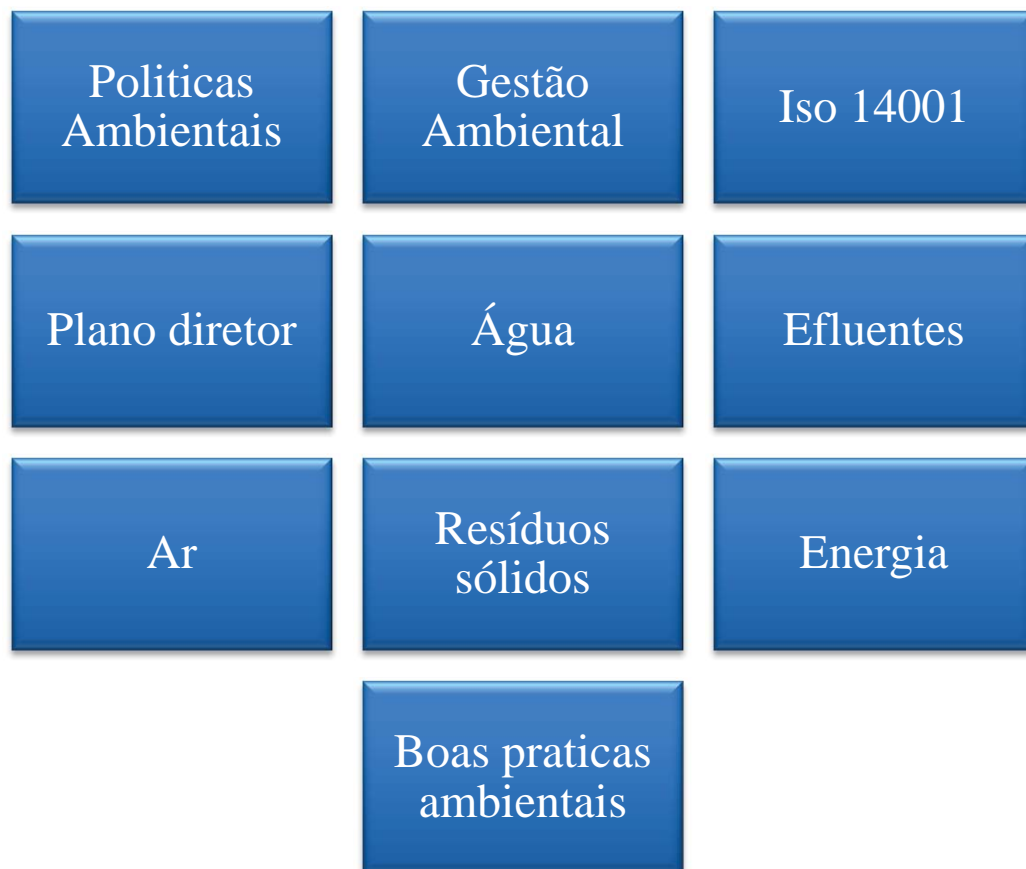 Politicas
Ambientais
Gestão
Ambiental
Iso 14001
Plano diretor
Água
Efluentes
Ar
Resíduos
sólidos
Energia
Boas praticas
ambientais